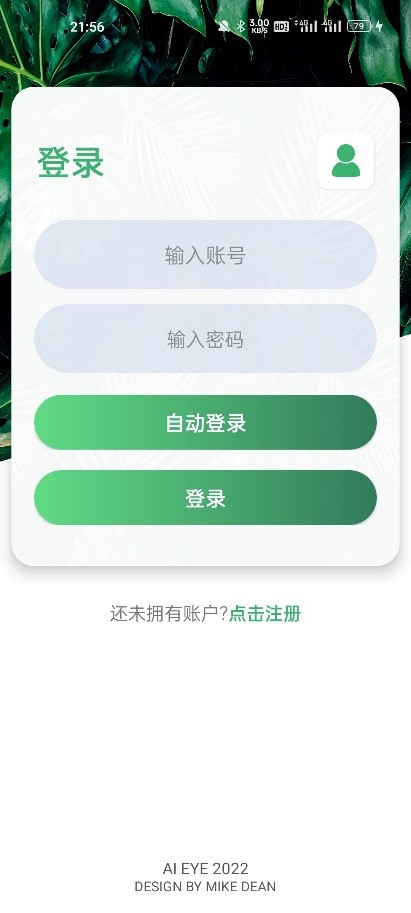 21:56
3.00
KB/S
HD
4G
4G
79
登录
输入账号
输入密码
自动登录
登录
还未拥有账户?点击注册
AI EYE 2022
DESIGN BY MIKE DEAN